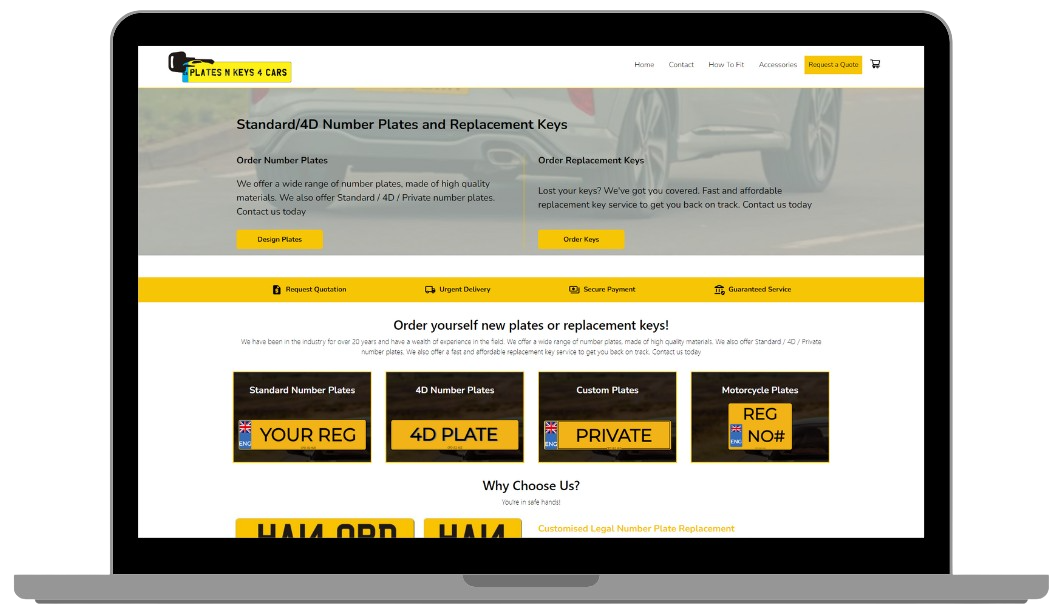 PLATES N KEYS 4 CARS
Home Contact How To Fit Accessories Request a Quote
Standard/4D Number Plates and Replacement Keys
Order Number Plates
We offer a wide range of number plates, made of high quality
materials. We also offer Standard / 4D / Private number plates.
Contact us today
Design Plates
Order Replacement Keys
Lost your keys? We've got you covered. Fast and affordable
replacement key service to get you back on track. Contact us today
Order Keys
Request Quotation Urgent Delivery Secure Payment Guaranteed Service
Order yourself new plates or replacement keys!
We have been in the industry for over 20 years and have a wealth of experience in the field. We offer a wide range of number plates, made of high quality materials. We also offer Standard / 4D / Private
number plates. We also offer a fast and affordable replacement key service to get you back on track. Contact us today
Standard Number Plates
ENG YOUR REG
4D Number Plates
4D PLATE
Custom Plates
ENG PRIVATE
Motorcycle Plates
REG
ENG NO#
Why Choose Us?
You're in safe hands!
Customised Legal Number Plate Replacement